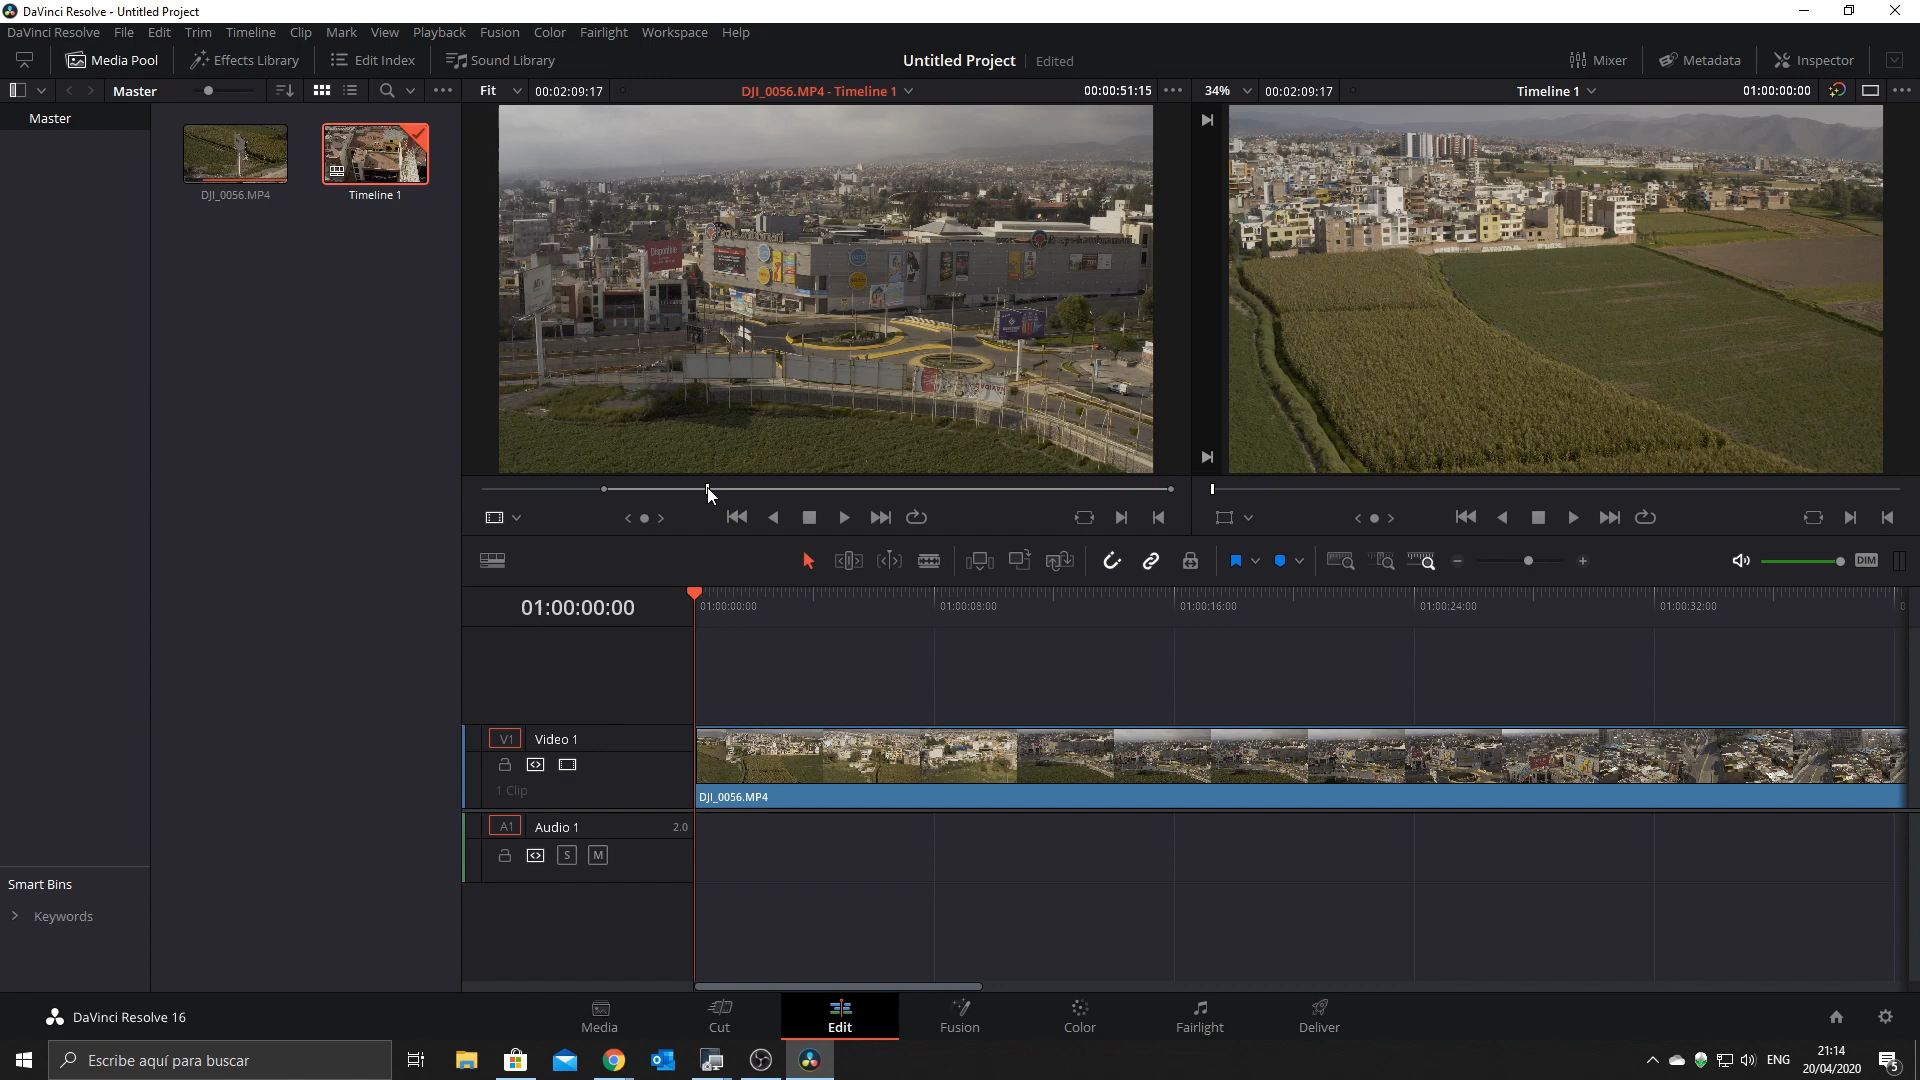 DaVinci Resolve - Untitled Project
DaVinci Resolve File Edit Trim Timeline Clip Mark View Playback Fusion Color Fairlight Workspace Help
Media Pool Effects Library Edit Index Sound Library Untitled Project Edited Mixer Metadata Inspector
Master Fit 00:02:09:17 DJI_0056.MP4 - Timeline 1 00:00:51:15 34% 00:02:09:17 Timeline 1 01:00:00:00
Master
DJI_0056.MP4 Timeline 1
DIM
01:00:00:00 01:00:00:00 01:00:08:00 01:00:16:00 01:00:24:00 01:00:32:00
V1 Video 1
1 Clip
DJI_0056.MP4
A1 Audio 1 2.0
S M
Smart Bins
Keywords
DaVinci Resolve 16 Media Cut Edit Fusion Color Fairlight Deliver
Escribe aquí para buscar
ENG
21:14
20/04/2020
5